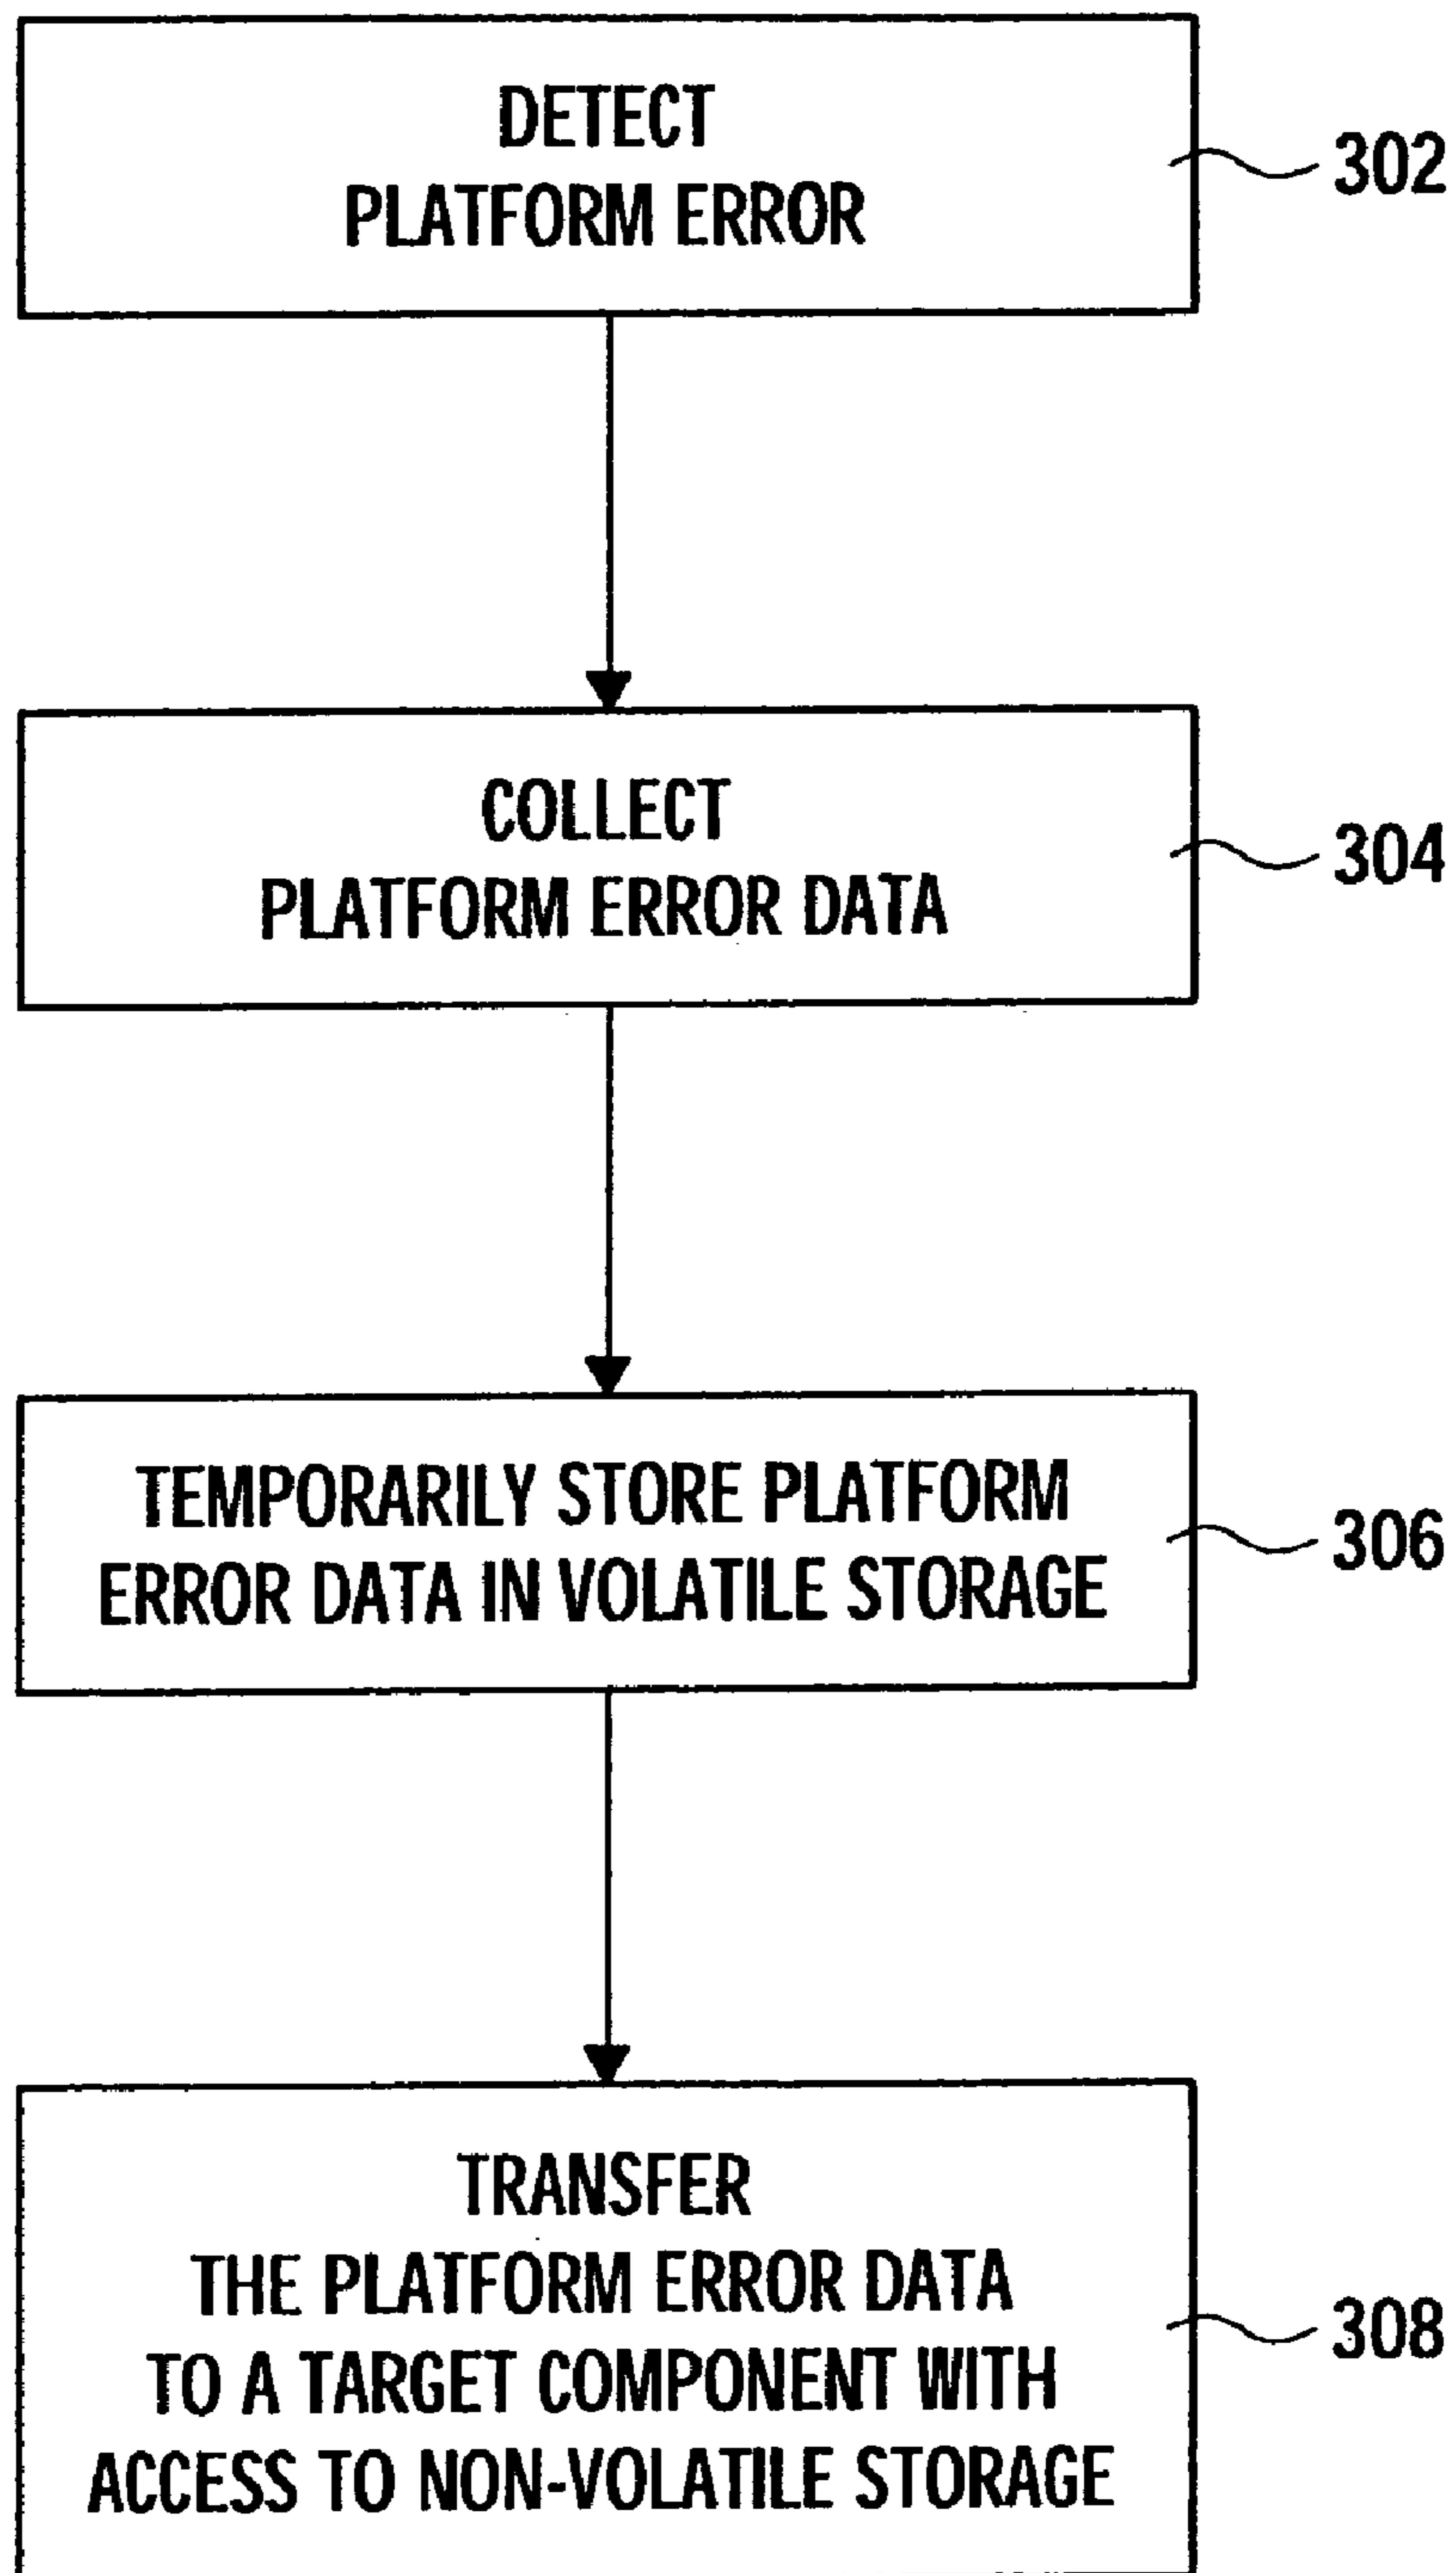 DETECT
PLATFORM ERROR
302
COLLECT
PLATFORM ERROR DATA
304
TEMPORARILY STORE PLATFORM
ERROR DATA IN VOLATILE STORAGE
306
TRANSFER
THE PLATFORM ERROR DATA
TO A TARGET COMPONENT WITH
ACCESS TO NON-VOLATILE STORAGE
308